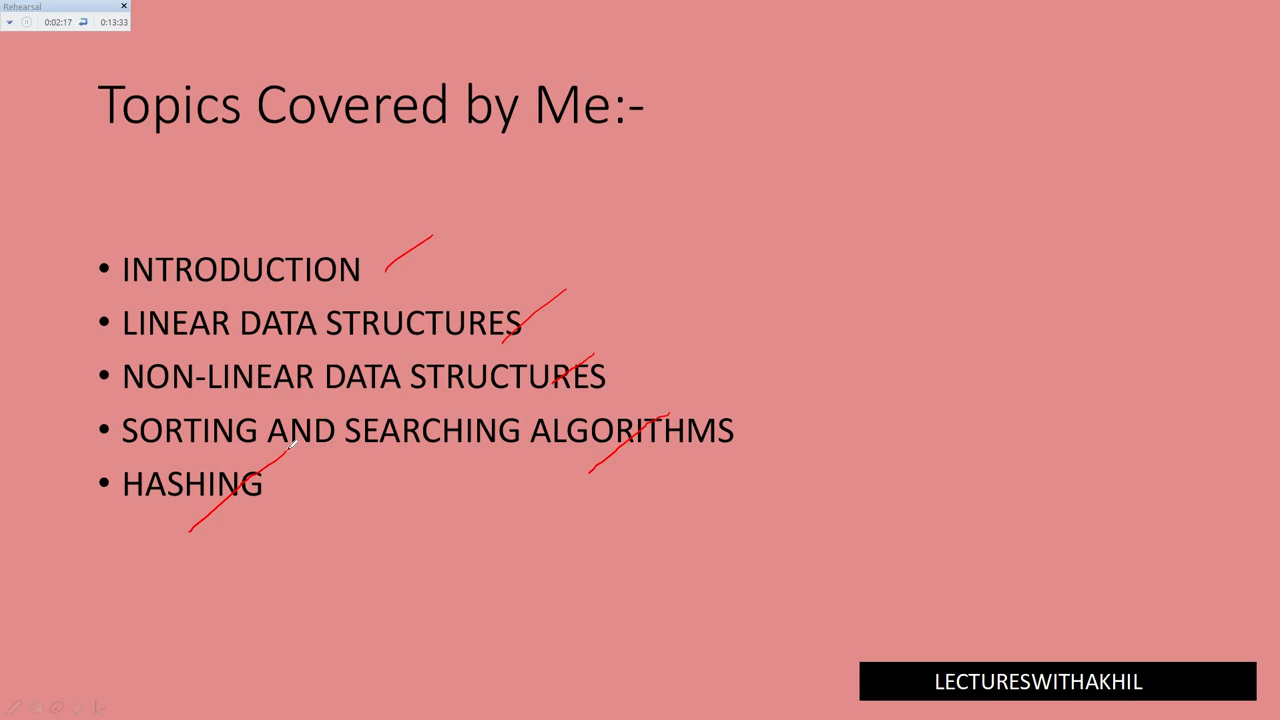 Rehearsal
0:02:17 0:13:33
Topics Covered by Me:-
• INTRODUCTION
• LINEAR DATA STRUCTURES
• NON-LINEAR DATA STRUCTURES
• SORTING AND SEARCHING ALGORITHMS
• HASHING
LECTURESWITHAKHIL